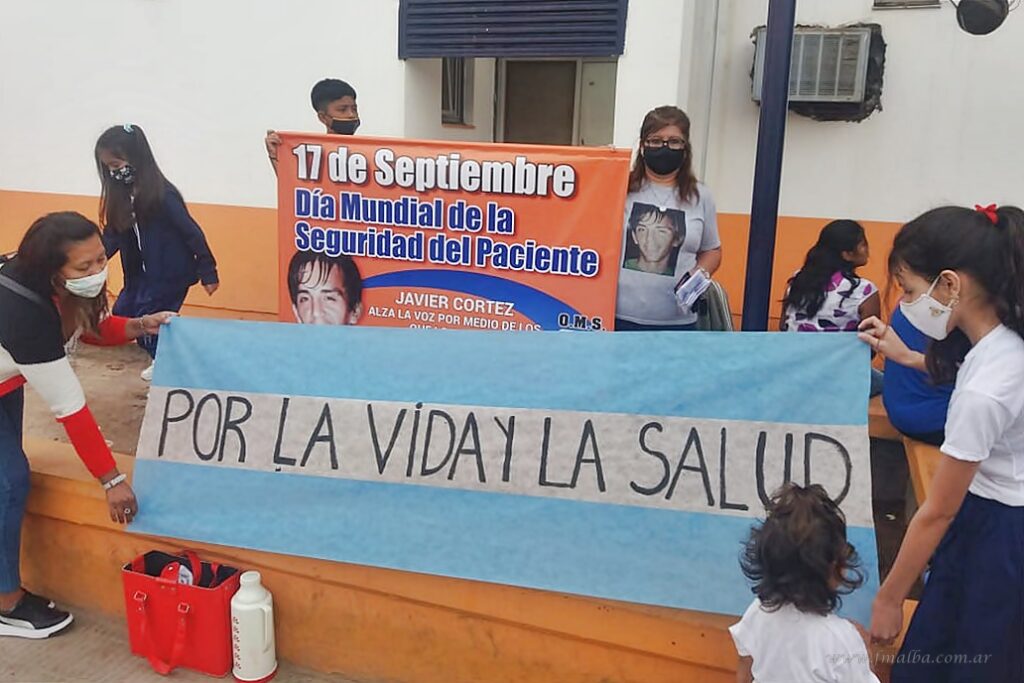 17 de Septiembre
Día Mundial de la
Seguridad del Paciente
JAVIER CORTEZ
ALZA LA VOZ POR MEDIO DE LOS
O.M.S.
POR LA VIDA Y LA SALUD
www.fmalba.com.ar